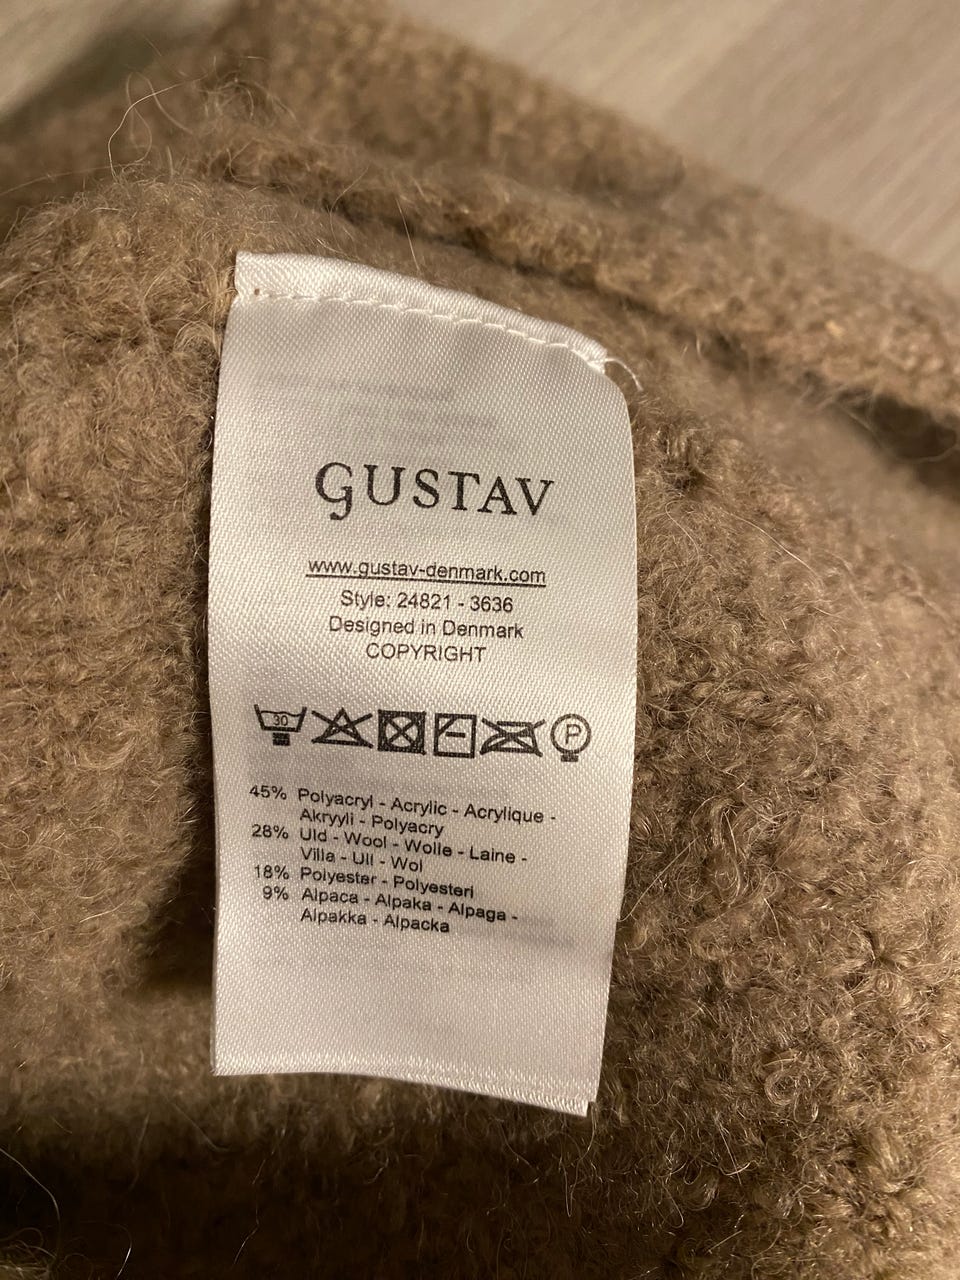 GUSTAV
www.gustav-denmark.com
Style: 24821 - 3636
Designed in Denmark
COPYRIGHT
30 P
45% Polyacryl - Acrylic - Acrylique -
Akryyli - Polyacry
28% Uld - Wool - Wolle - Laine -
Villa - Ull - Wol
18% Polyester - Polyesteri
9% Alpaca - Alpaka - Alpaga -
Alpakka - Alpacka